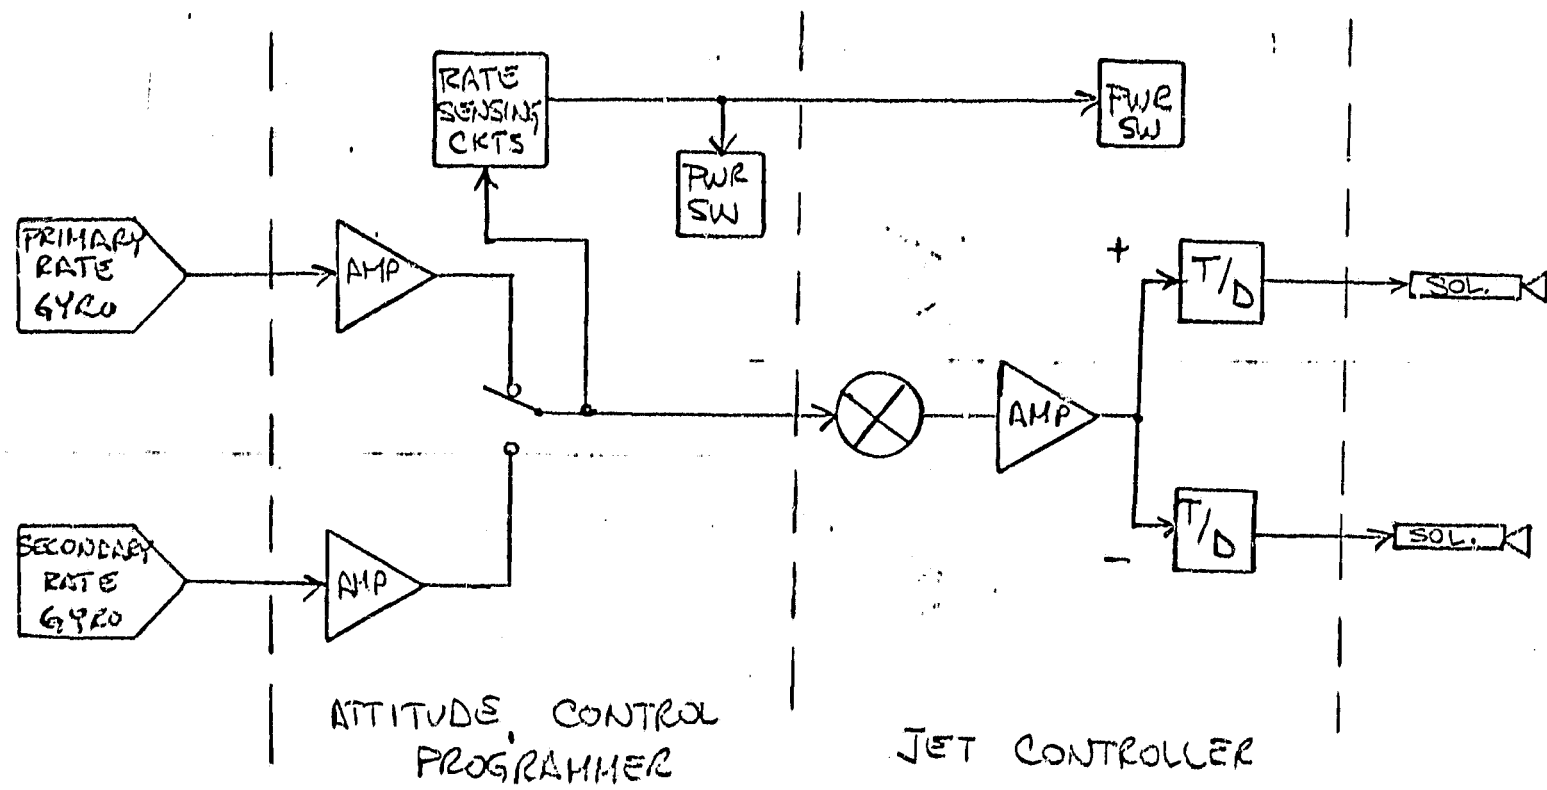 RATE
SENSING
CKTS
PWR
SW
PWR
SW
PRIMARY
RATE
GYRO
AMP
+
T/D
SOL.
AMP
SECONDARY
RATE
GYRO
AMP
-
T/D
SOL.
ATTITUDE CONTROL
PROGRAMMER
JET CONTROLLER